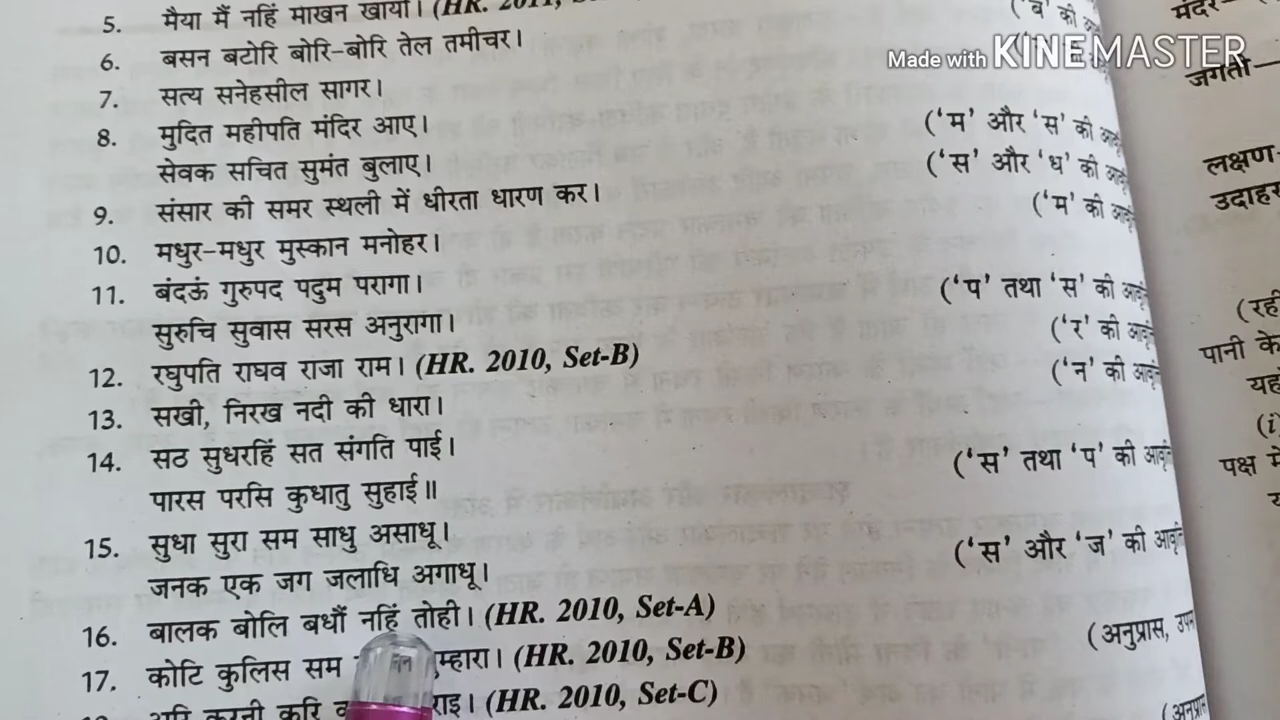 5. मैया मैं नहिं माखन खायो। (HR. 2011,
Made with KINEMASTER
6. बसन बटोरि बोरि-बोरि तेल तमीचर।
7. सत्य सनेहसील सागर।
8. मुदित महीपति मंदिर आए। ('म' और 'स' की
सेवक सचित सुमंत बुलाए। ('स' और 'ध' की
9. संसार की समर स्थली में धीरता धारण कर। ('म' की
10. मधुर-मधुर मुस्कान मनोहर।
11. बंदऊं गुरुपद पदुम परागा। ('प' तथा 'स' की
सुरुचि सुवास सरस अनुरागा। ('र' की
12. रघुपति राघव राजा राम। (HR. 2010, Set-B) ('न' की
13. सखी, निरख नदी की धारा।
14. सठ सुधरहिं सत संगति पाई। ('स' तथा 'प' की
पारस परसि कुधातु सुहाई॥
15. सुधा सुरा सम साधु असाधू। ('स' और 'ज' की
जनक एक जग जलाधि अगाधू।
16. बालक बोलि बधौं नहिं तोही। (HR. 2010, Set-A) (अनुप्रास,
17. कोटि कुलिस सम (HR. 2010, Set-B)
करनी करि (HR. 2010, Set-C)
जगती—
लक्षण-
पानी के
पक्ष में